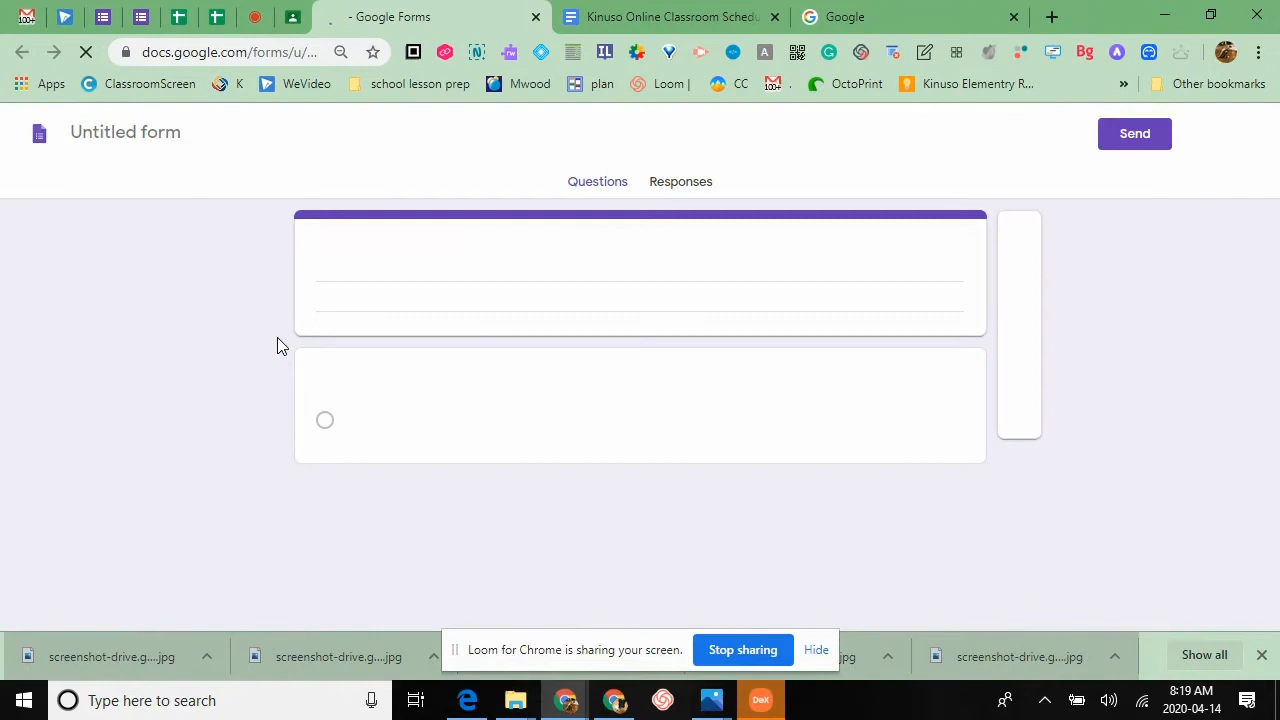 - Google Forms
Kinuso Online Classroom Schedu
Google
docs.google.com/forms/u/...
Apps
ClassroomScreen
K
WeVideo
school lesson prep
Mwood
plan
Loom |
CC
.
OctoPrint
Kinuso Elementry R...
»
Other bookmarks
Untitled form
Send
Questions
Responses
screenshot-drive.g....jpg
screenshot-drive.g....jpg
Loom for Chrome is sharing your screen.
Stop sharing
Hide
jpg
screenshot-drive.g....jpg
Show all
Type here to search
DeX
8:19 AM
2020-04-14